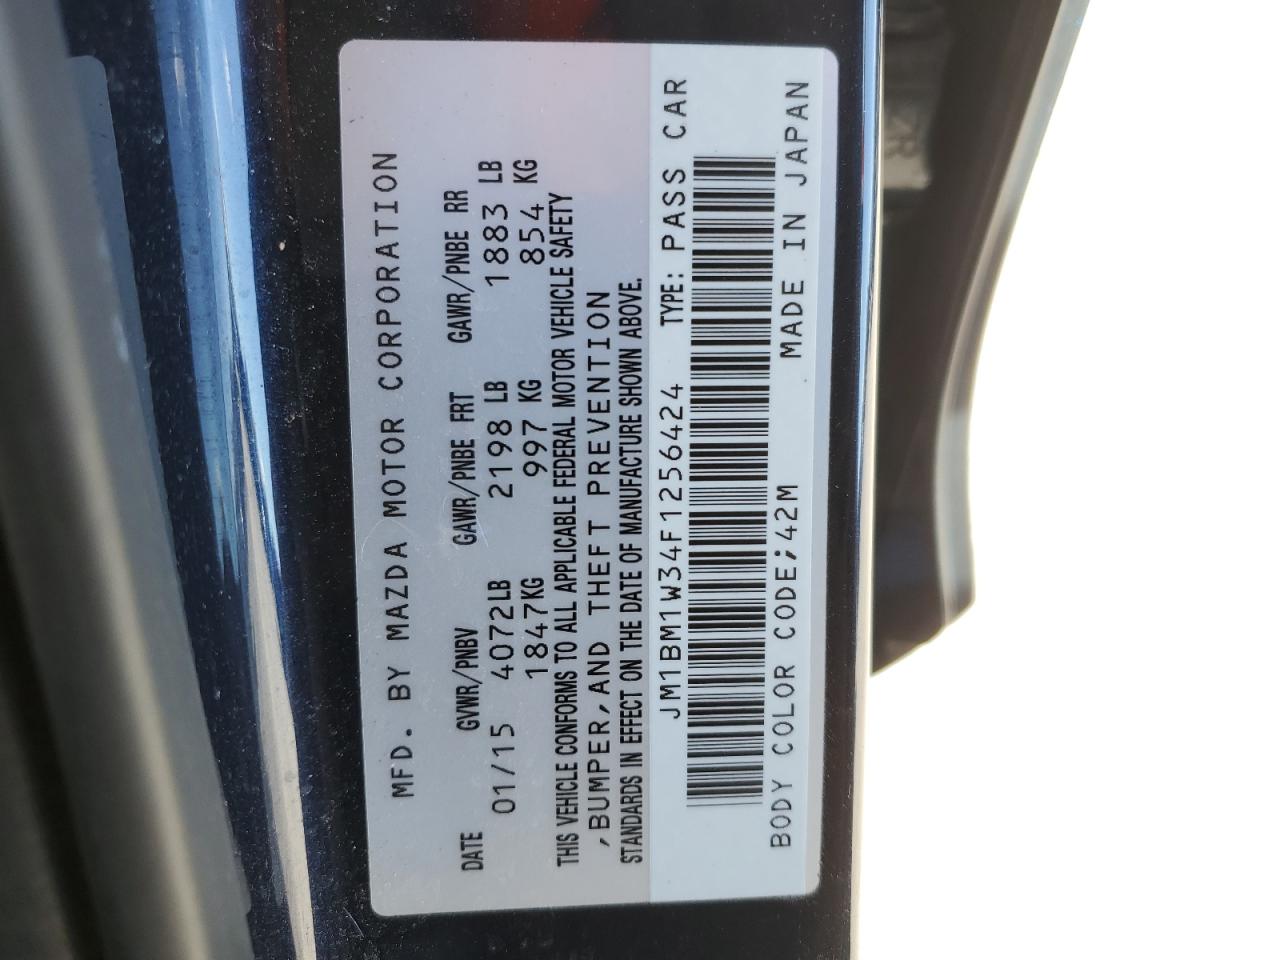 MFD. BY MAZDA MOTOR CORPORATION
DATE GVWR/PNBV GAWR/PNBE FRT GAWR/PNBE RR
01/15 4072LB 2198 LB 1883 LB
1847KG 997 KG 854 KG
THIS VEHICLE CONFORMS TO ALL APPLICABLE FEDERAL MOTOR VEHICLE SAFETY
,BUMPER,AND THEFT PREVENTION
STANDARDS IN EFFECT ON THE DATE OF MANUFACTURE SHOWN ABOVE.
JM1BM1W34F1256424 TYPE: PASS CAR
BODY COLOR CODE;42M MADE IN JAPAN